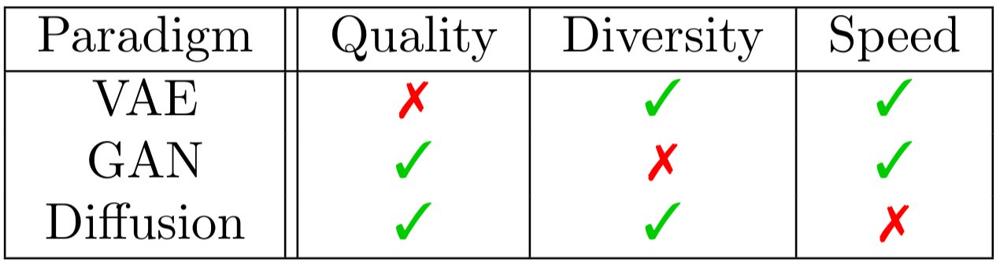 Paradigm Quality Diversity Speed
VAE ✗ ✓ ✓
GAN ✓ ✗ ✓
Diffusion ✓ ✓ ✗